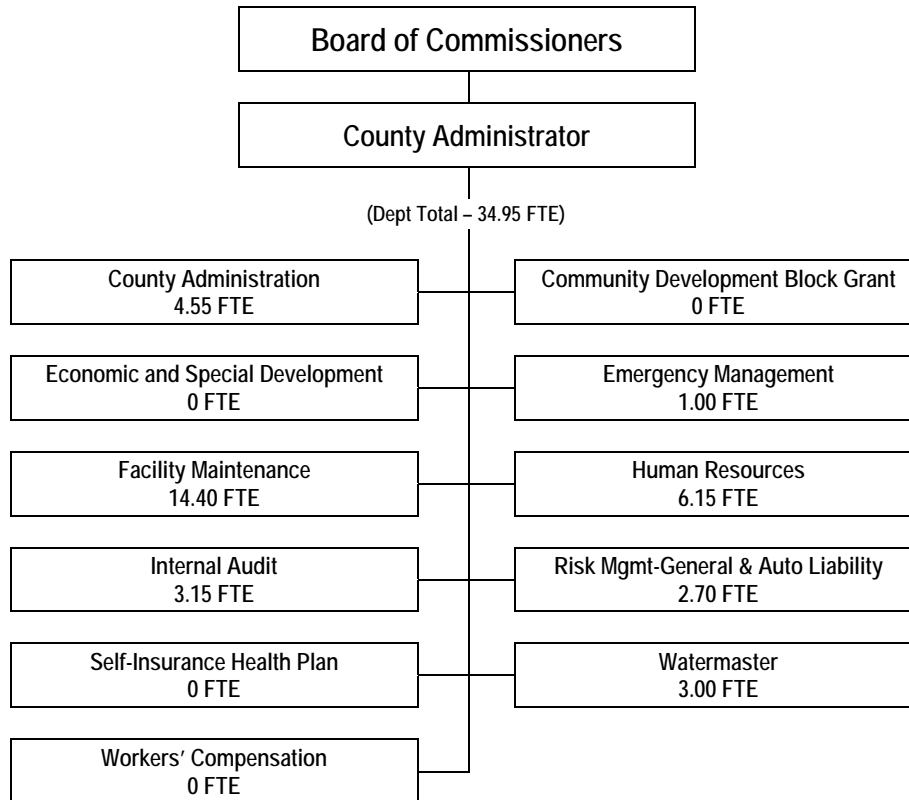 Board of Commissioners
County Administrator
(Dept Total – 34.95 FTE)
County Administration
4.55 FTE
Community Development Block Grant
0 FTE
Economic and Special Development
0 FTE
Emergency Management
1.00 FTE
Facility Maintenance
14.40 FTE
Human Resources
6.15 FTE
Internal Audit
3.15 FTE
Risk Mgmt-General & Auto Liability
2.70 FTE
Self-Insurance Health Plan
0 FTE
Watermaster
3.00 FTE
Workers’ Compensation
0 FTE